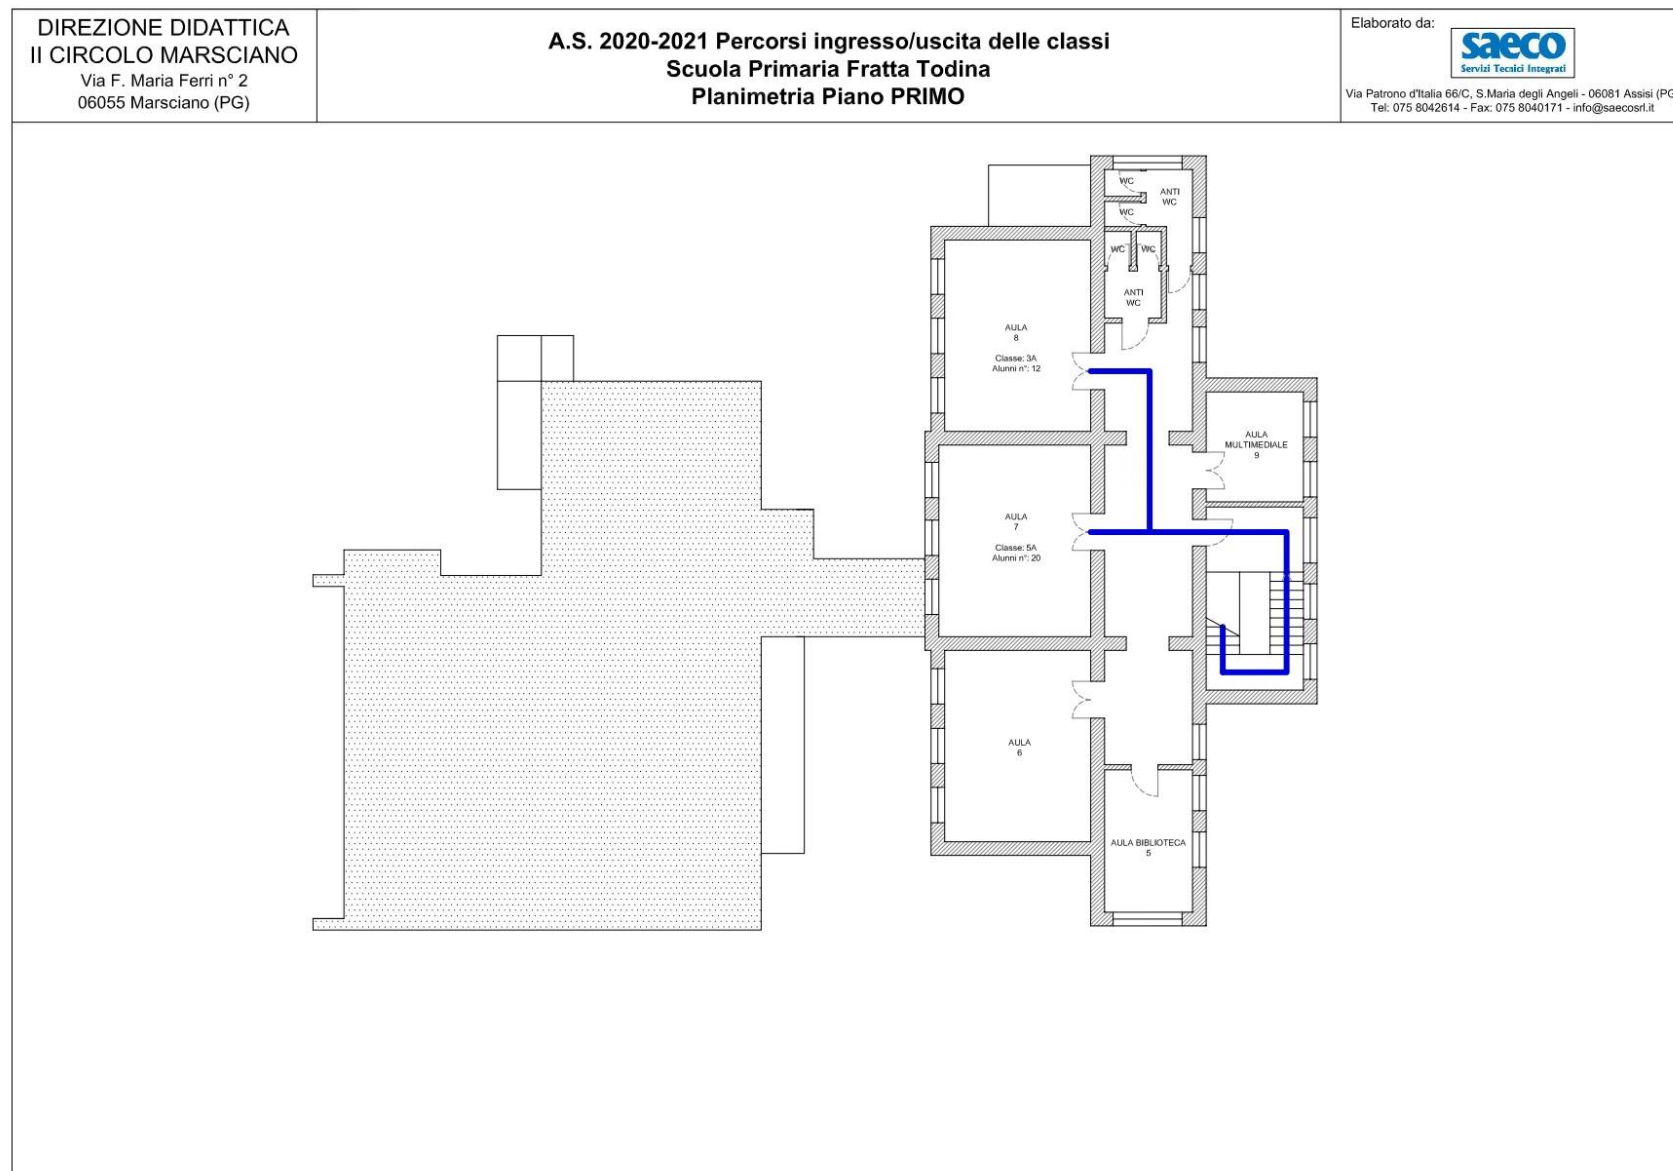 DIREZIONE DIDATTICA
II CIRCOLO MARSCIANO
Via F. Maria Ferri n° 2
06055 Marsciano (PG)
A.S. 2020-2021 Percorsi ingresso/uscita delle classi
Scuola Primaria Fratta Todina
Planimetria Piano PRIMO
Elaborato da:
saeco
Servizi Tecnici Integrati
Via Patrono d'Italia 66/C, S.Maria degli Angeli - 06081 Assisi (PG
Tel: 075 8042614 - Fax: 075 8040171 - info@saecosrl.it
WC
ANTI
WC
WC
WC
WC
ANTI
WC
AULA
8
Classe: 3A
Alunni n°: 12
AULA
MULTIMEDIALE
9
AULA
7
Classe: 5A
Alunni n°: 20
AULA
6
AULA BIBLIOTECA
5